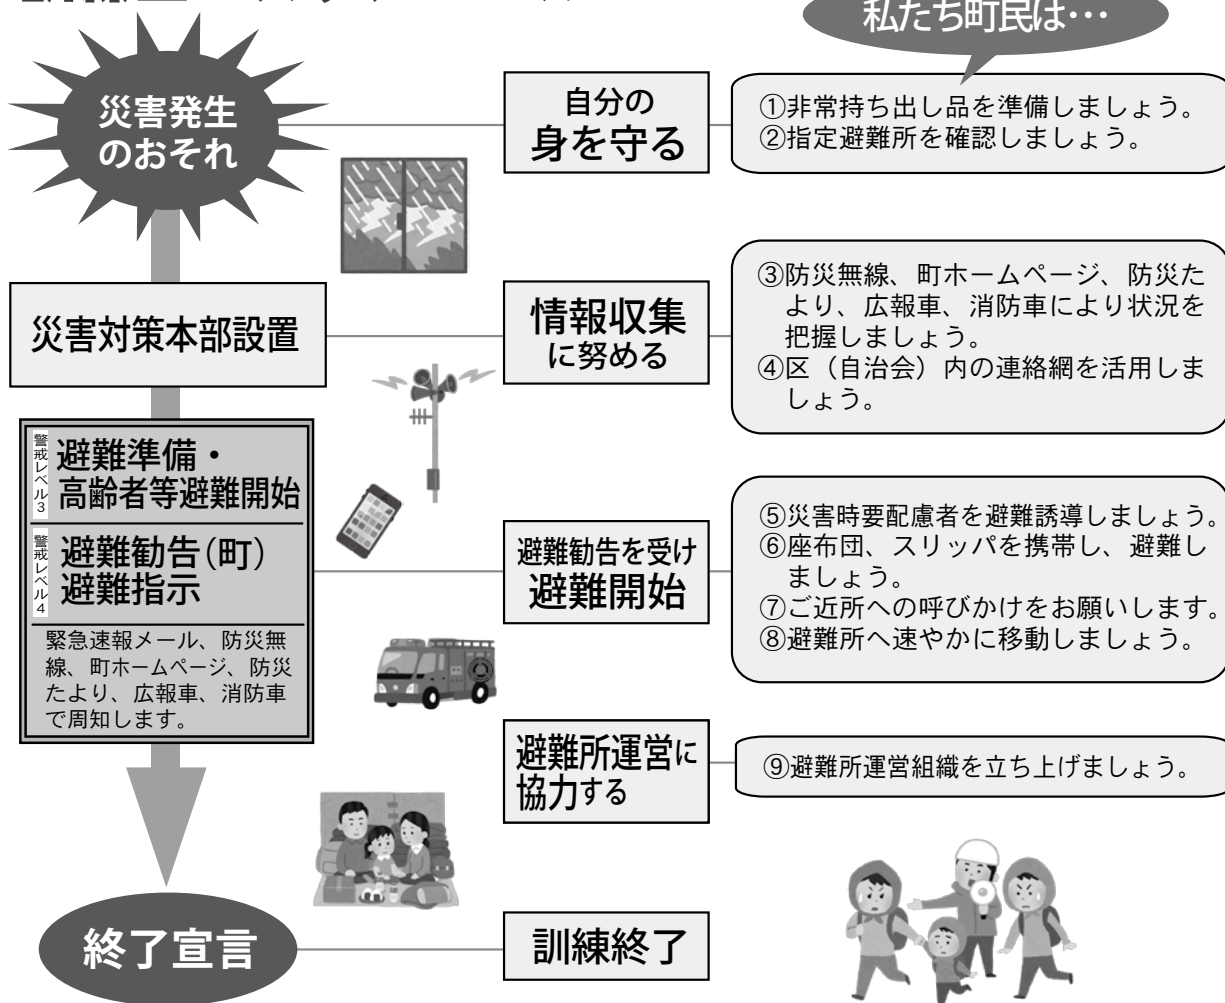 私たち町民は…
災害発生
のおそれ
自分の
身を守る
①非常持ち出し品を準備しましょう。
②指定避難所を確認しましょう。
災害対策本部設置
情報収集
に努める
③防災無線、町ホームページ、防災た
より、広報車、消防車により状況を
把握しましょう。
④区（自治会）内の連絡網を活用しま
しょう。
警戒レベル3
避難準備・
高齢者等避難開始
警戒レベル4
避難勧告(町)
避難指示
緊急速報メール、防災無
線、町ホームページ、防災
たより、広報車、消防車
で周知します。
避難勧告を受け
避難開始
⑤災害時要配慮者を避難誘導しましょう。
⑥座布団、スリッパを携帯し、避難し
ましょう。
⑦ご近所への呼びかけをお願いします。
⑧避難所へ速やかに移動しましょう。
避難所運営に
協力する
⑨避難所運営組織を立ち上げましょう。
終了宣言
訓練終了